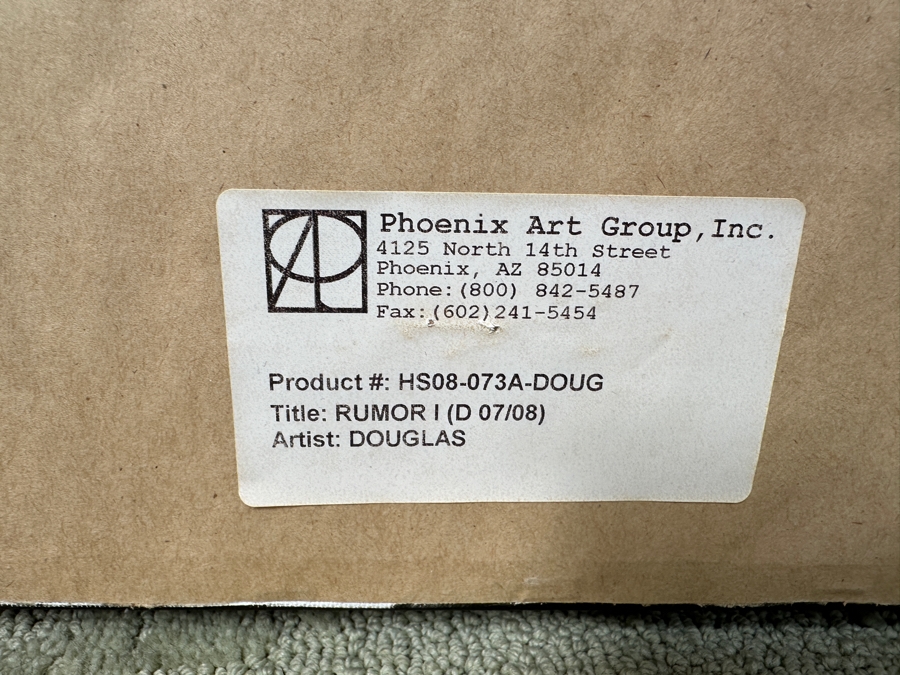 Phoenix Art Group,Inc.
4125 North 14th Street
Phoenix, AZ 85014
Phone:(800) 842-5487
Fax:(602)241-5454
Product #: HS08-073A-DOUG
Title: RUMOR I (D 07/08)
Artist: DOUGLAS